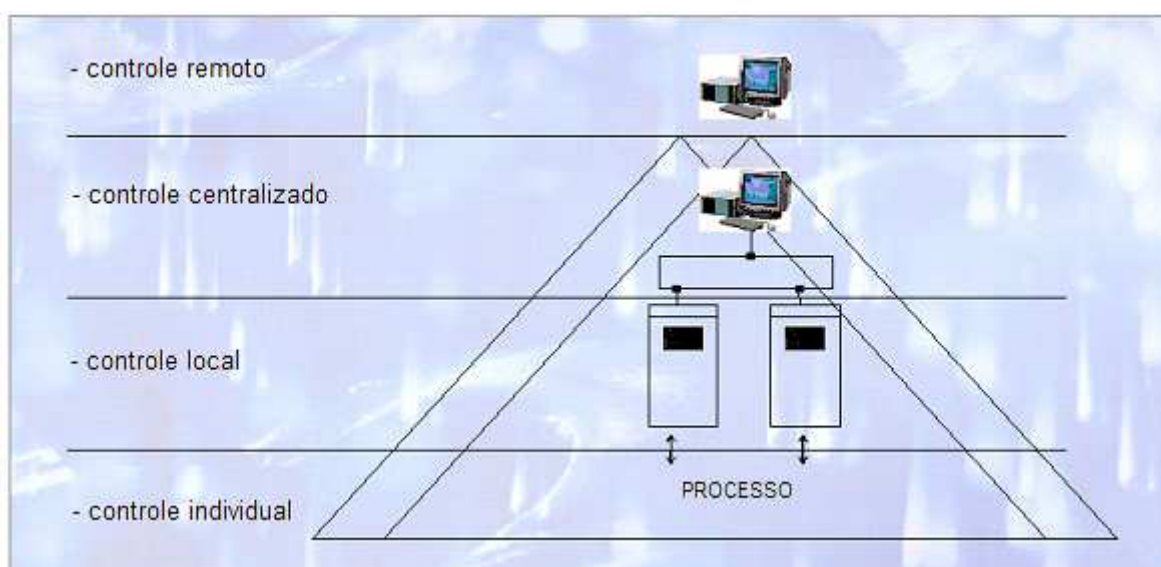 - controle remoto
- controle centralizado
- controle local
PROCESSO
- controle individual